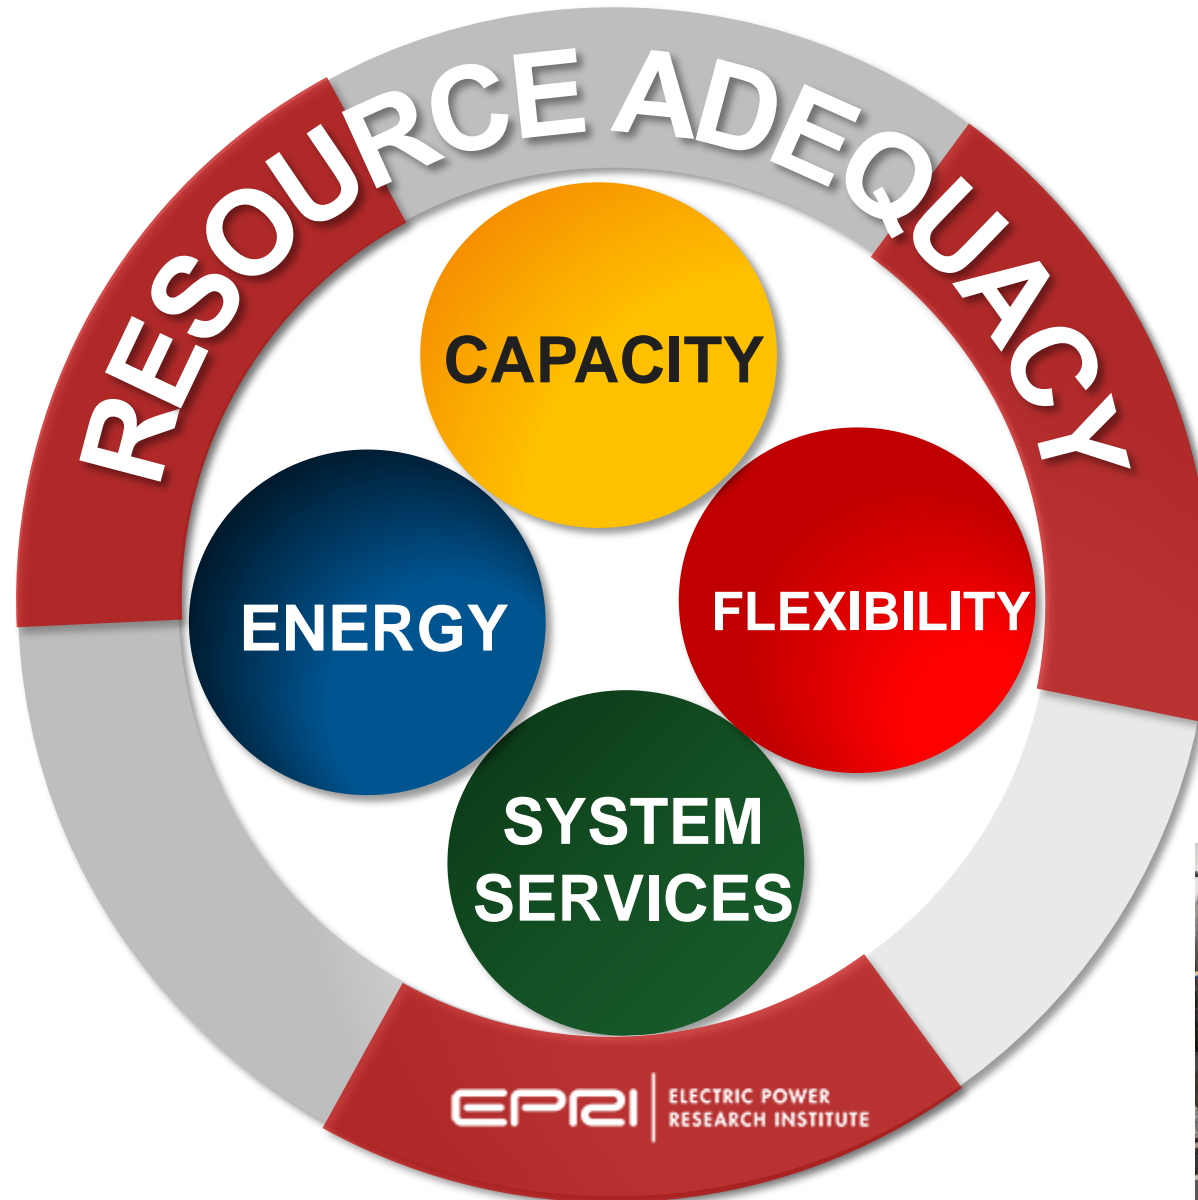 RESOURCE ADEQUACY
CAPACITY
ENERGY
FLEXIBILITY
SYSTEM
SERVICES
EPRI
ELECTRIC POWER
RESEARCH INSTITUTE